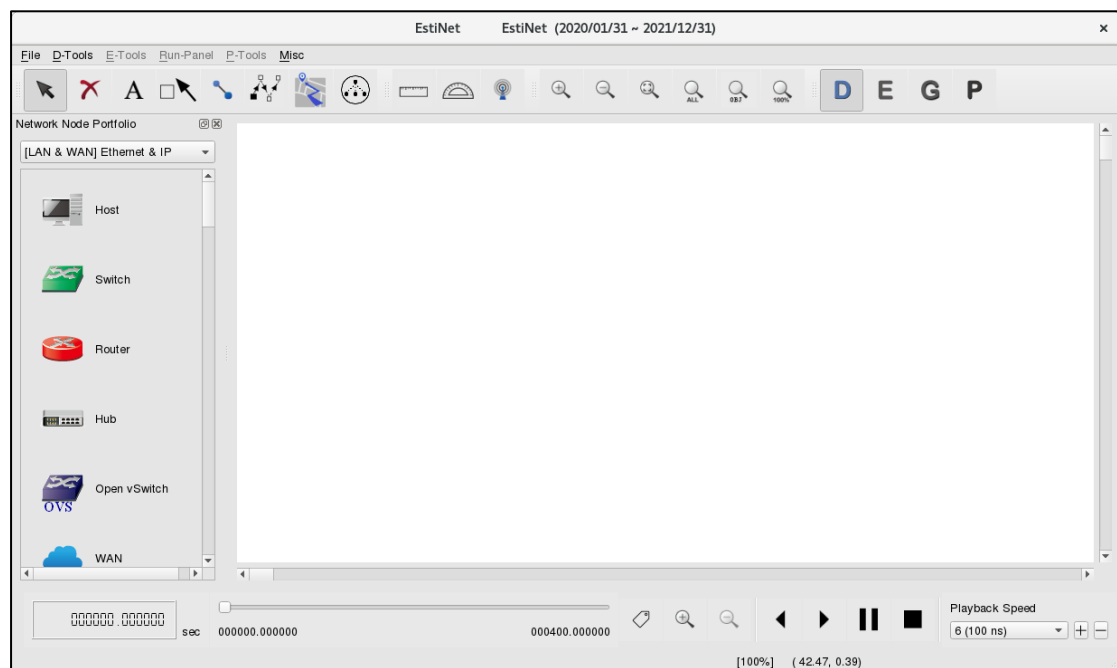 EstiNet EstiNet (2020/01/31 ~ 2021/12/31)
File D-Tools E-Tools Run-Panel P-Tools Misc
A ALL OBJ 100% D E G P
Network Node Portfolio
[LAN & WAN] Ethernet & IP
Host
Switch
Router
Hub
Open vSwitch
OVS
WAN
000000.000000 sec
000000.000000 000400.000000
Playback Speed
6 (100 ns)
[100%] ( 42.47, 0.39)